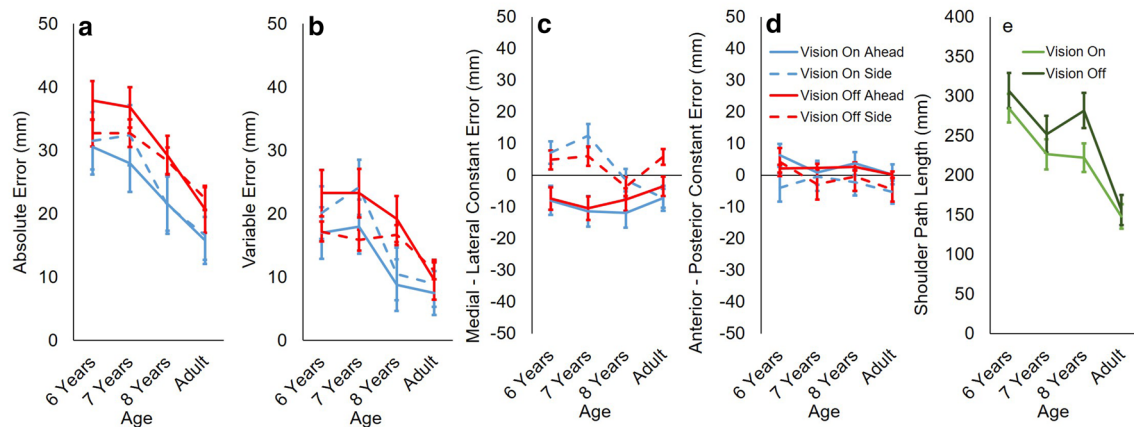 a
Absolute Error (mm)
50
40
30
20
10
0
6 Years
7 Years
8 Years
Adult
Age
b
Variable Error (mm)
50
40
30
20
10
0
6 Years
7 Years
8 Years
Adult
Age
c
Medial - Lateral Constant Error (mm)
50
40
30
20
10
0
-10
-20
-30
-40
-50
6 Years
7 Years
8 Years
Adult
Age
d
Anterior - Posterior Constant Error (mm)
50
40
30
20
10
0
-10
-20
-30
-40
-50
Vision On Ahead
Vision On Side
Vision Off Ahead
Vision Off Side
6 Years
7 Years
8 Years
Adult
Age
e
Shoulder Path Length (mm)
400
350
300
250
200
150
100
50
0
Vision On
Vision Off
6 Years
7 Years
8 Years
Adult
Age